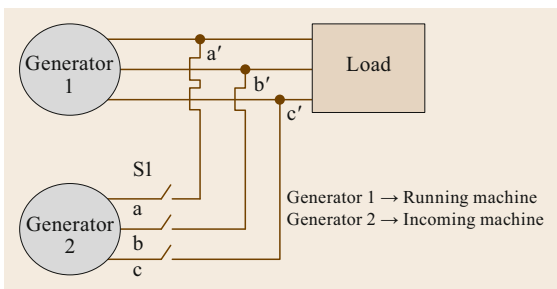 Generator
1
Load
a′
b′
c′
S1
a
Generator
2
b
c
Generator 1 → Running machine
Generator 2 → Incoming machine